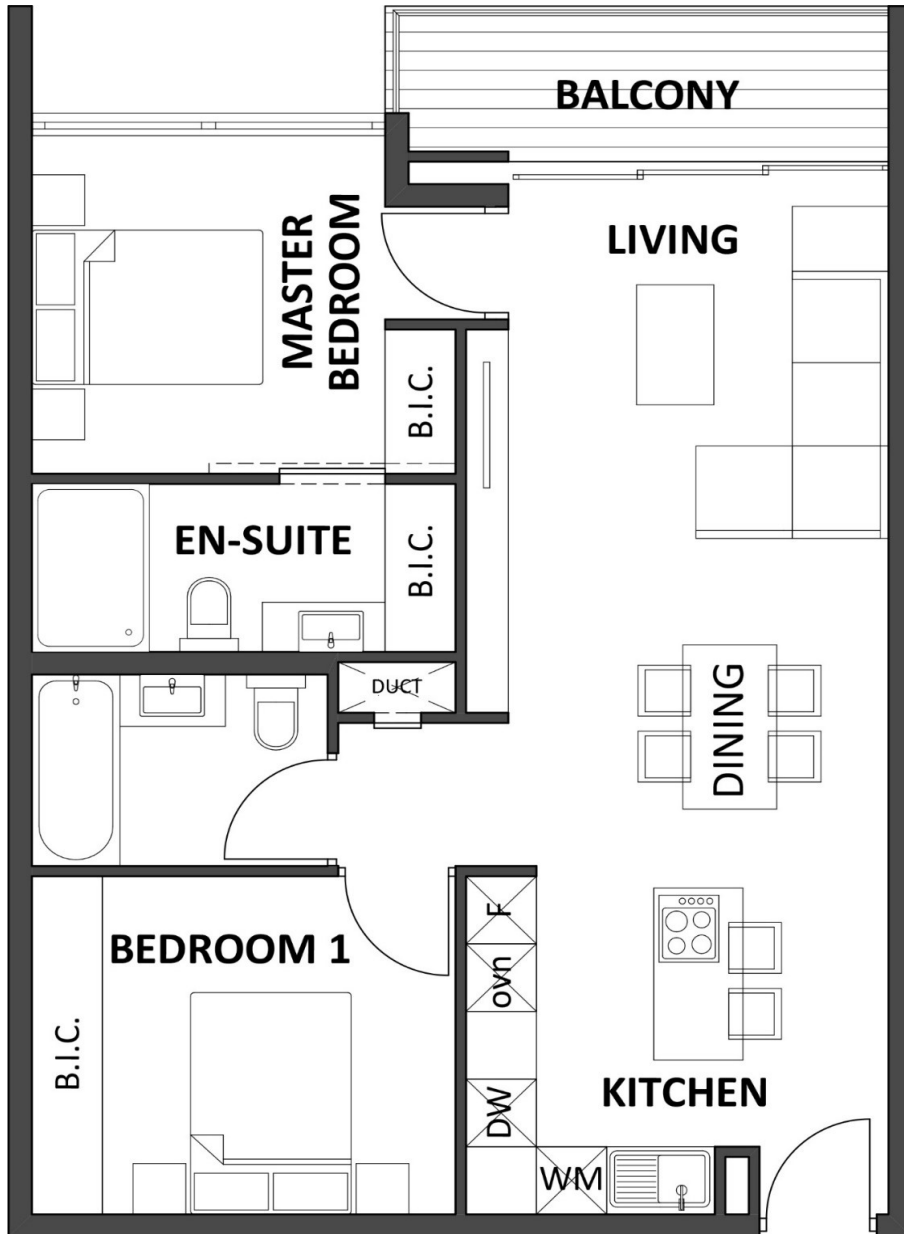 BALCONY
LIVING
MASTER
BEDROOM
B.I.C.
EN-SUITE
B.I.C.
DUCT
DINING
BEDROOM 1
B.I.C.
F
ovn
DW
KITCHEN
WM